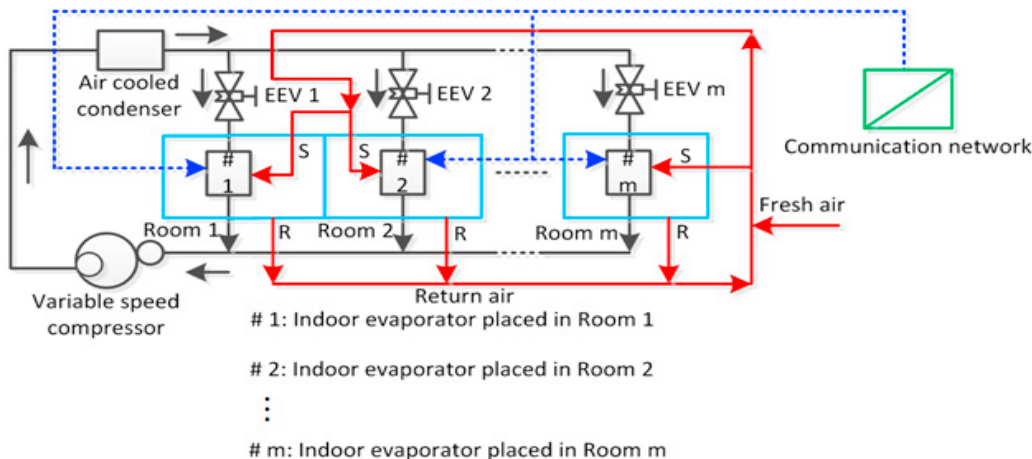 Air cooled
condenser
EEV 1
EEV 2
EEV m
Communication network
S
S
S
#
1
#
2
#
m
Fresh air
Room 1
R
Room 2
R
Room m
R
Variable speed
compressor
Return air
# 1: Indoor evaporator placed in Room 1
# 2: Indoor evaporator placed in Room 2
⋮
# m: Indoor evaporator placed in Room m